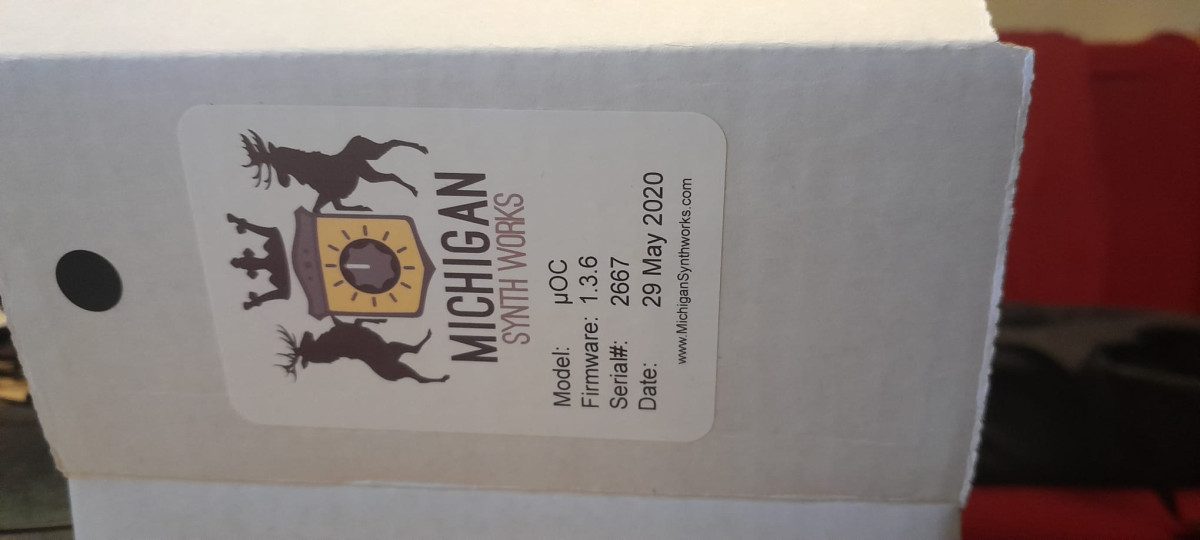 MICHIGAN
SYNTH WORKS
Model: µOC
Firmware: 1.3.6
Serial#: 2667
Date: 29 May 2020
www.MichiganSynthworks.com